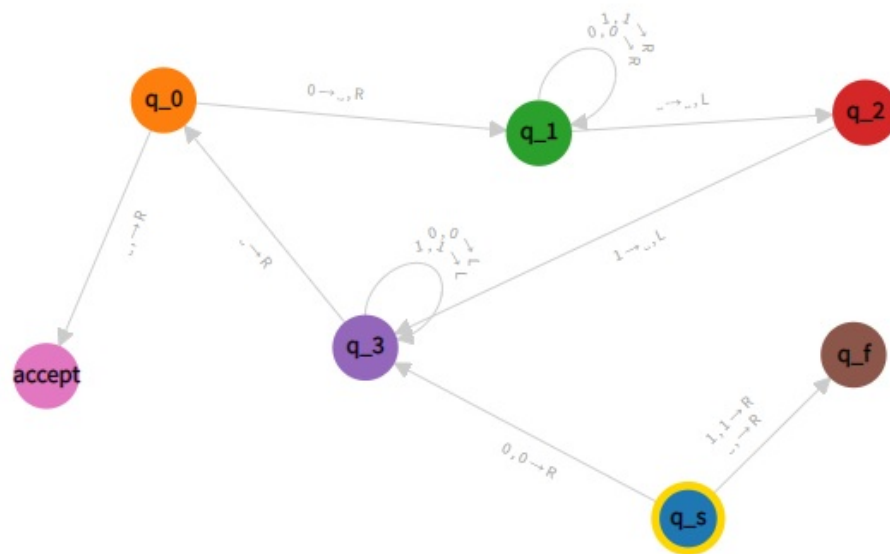 1,1→R
0,0→R
q_0
0→˽,R
q_1
˽→˽,L
q_2
˽,˽→R
˽→R
0,0→L
1,1→L
1→˽,L
q_3
accept
q_f
1,1→R
˽,˽→R
0,0→R
q_s